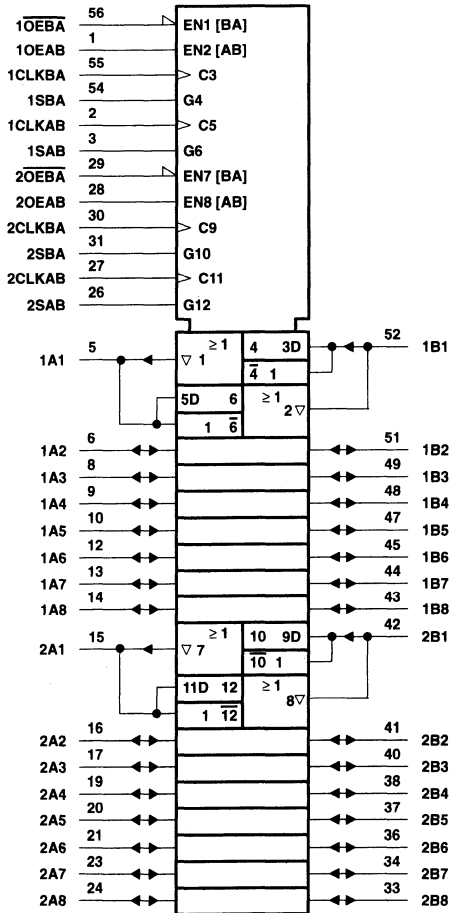 1O̅E̅B̅A̅ 56 EN1 [BA]
1OEAB 1 EN2 [AB]
1CLKBA 55 C3
1SBA 54 G4
1CLKAB 2 C5
1SAB 3 G6
2O̅E̅B̅A̅ 29 EN7 [BA]
2OEAB 28 EN8 [AB]
2CLKBA 30 C9
2SBA 31 G10
2CLKAB 27 C11
2SAB 26 G12
1A1 5 ▽ 1 ≥ 1 4 3D 52 1B1
4̅ 1
5D 6 ≥ 1
2 ▽
1 6̅
1A2 6 51 1B2
1A3 8 49 1B3
1A4 9 48 1B4
1A5 10 47 1B5
1A6 12 45 1B6
1A7 13 44 1B7
1A8 14 43 1B8
2A1 15 ▽ 7 ≥ 1 10 9D 42 2B1
1̅0̅ 1
11D 12 ≥ 1
8 ▽
1 1̅2̅
2A2 16 41 2B2
2A3 17 40 2B3
2A4 19 38 2B4
2A5 20 37 2B5
2A6 21 36 2B6
2A7 23 34 2B7
2A8 24 33 2B8